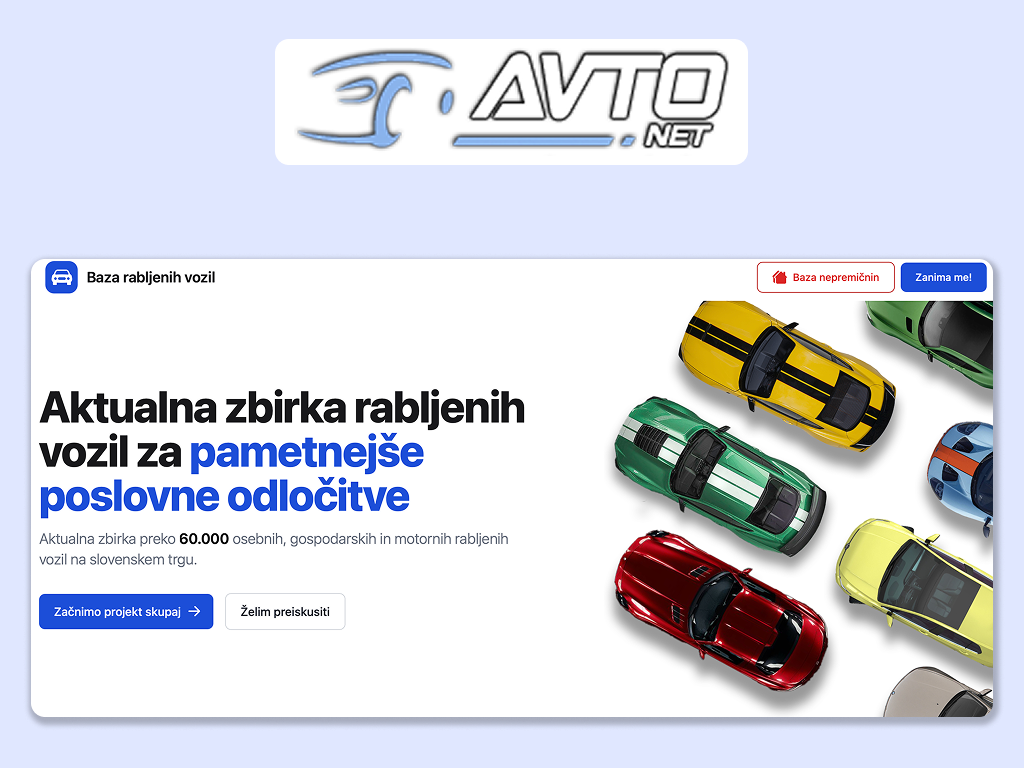 AVTO
.NET
Baza rabljenih vozil
Baza nepremičnin
Zanima me!
Aktualna zbirka rabljenih
vozil za pametnejše
poslovne odločitve
Aktualna zbirka preko 60.000 osebnih, gospodarskih in motornih rabljenih
vozil na slovenskem trgu.
Začnimo projekt skupaj →
Želim preiskusiti